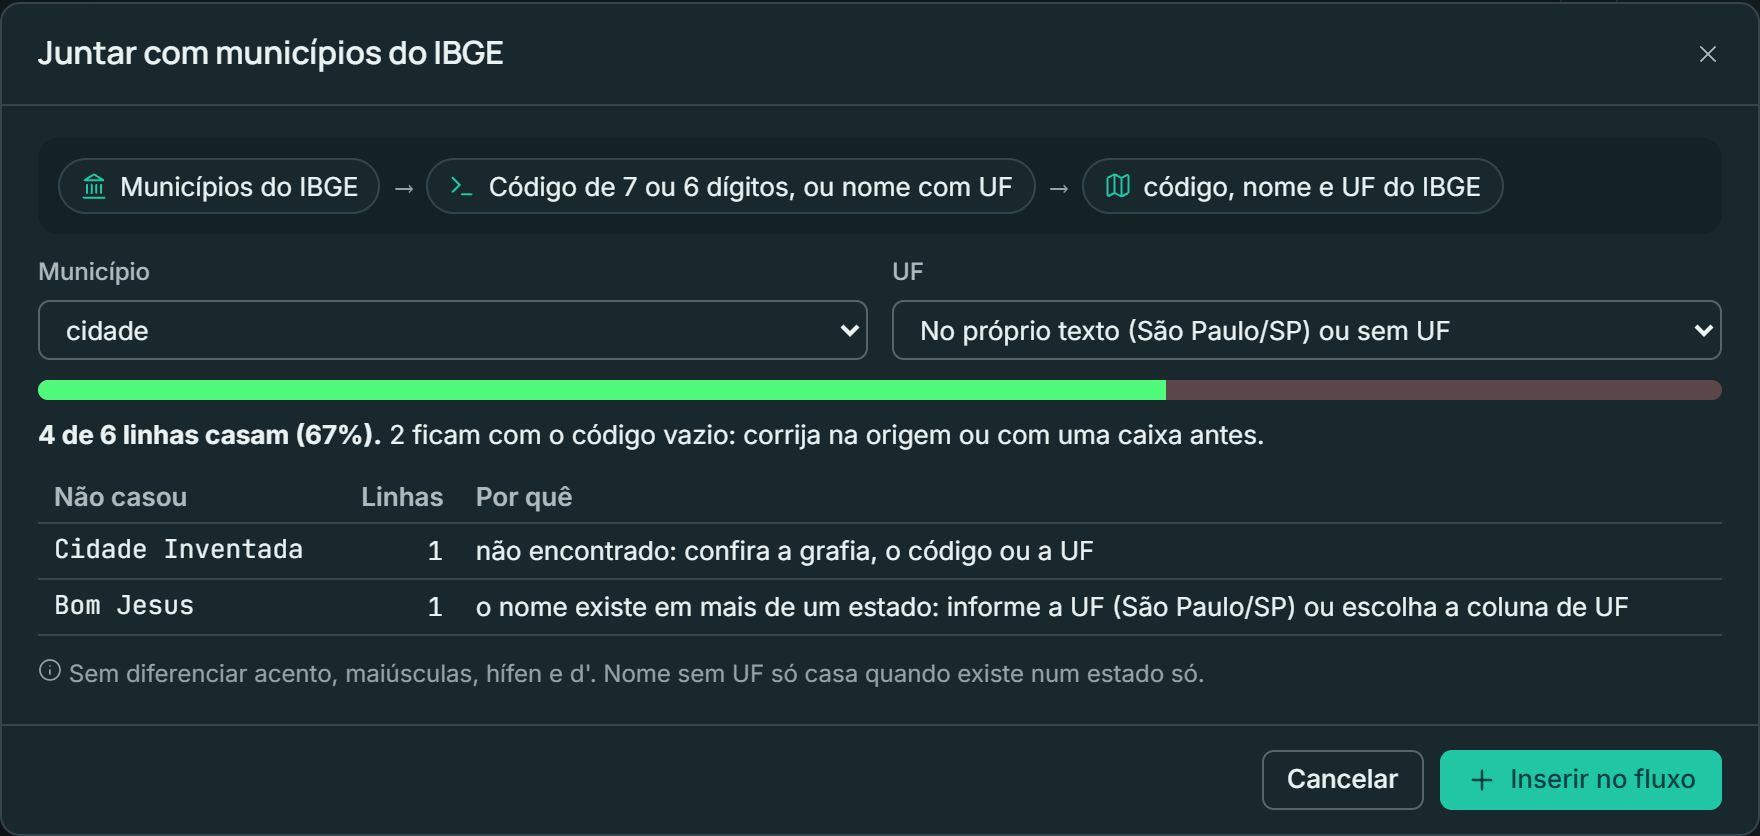 Juntar com municípios do IBGE
Municípios do IBGE → Código de 7 ou 6 dígitos, ou nome com UF → código, nome e UF do IBGE
Município
UF
cidade
No próprio texto (São Paulo/SP) ou sem UF
4 de 6 linhas casam (67%). 2 ficam com o código vazio: corrija na origem ou com uma caixa antes.
Não casou Linhas Por quê
Cidade Inventada 1 não encontrado: confira a grafia, o código ou a UF
Bom Jesus 1 o nome existe em mais de um estado: informe a UF (São Paulo/SP) ou escolha a coluna de UF
Sem diferenciar acento, maiúsculas, hífen e d'. Nome sem UF só casa quando existe num estado só.
Cancelar
+ Inserir no fluxo